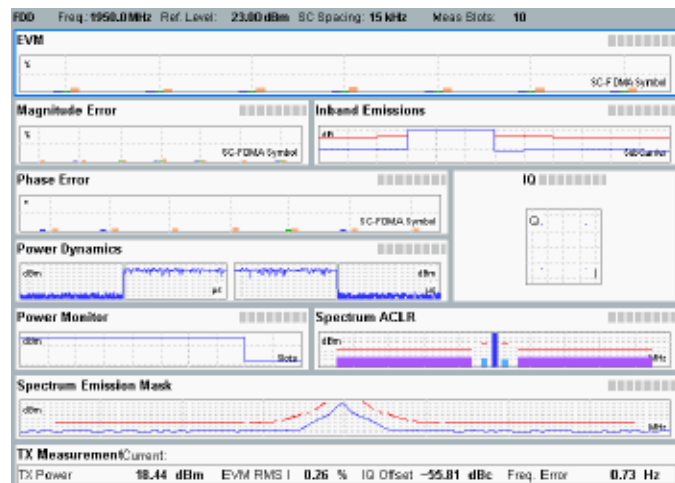 FDD Freq.: 1950.0 MHz Ref. Level: 23.00 dBm SC Spacing: 15 kHz Meas Slots: 10
EVM
%
SC-FDMA Symbol
Magnitude Error
%
SC-FDMA Symbol
Inband Emissions
dB
SubCarrier
Phase Error
°
SC-FDMA Symbol
IQ
Q
I
Power Dynamics
dBm
µs
dBm
µs
Power Monitor
dBm
Slots
Spectrum ACLR
dBm
MHz
Spectrum Emission Mask
dBm
MHz
TX Measurement Current:
TX Power 18.44 dBm EVM RMS l 0.26 % IQ Offset -55.81 dBc Freq. Error 0.73 Hz